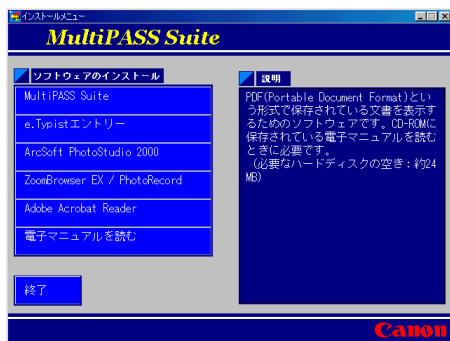 インストールメニュー
MultiPASS Suite
ソフトウェアのインストール
MultiPASS Suite
e.Typistエントリー
ArcSoft PhotoStudio 2000
ZoomBrowser EX / PhotoRecord
Adobe Acrobat Reader
電子マニュアルを読む
終了
説明
PDF(Portable Document Format)とい
う形式で保存されている文書を表示す
るためのソフトウェアです。CD-ROMに
保存されている電子マニュアルを読む
ときに必要です。
（必要なハードディスクの空き：約24
MB)
Canon